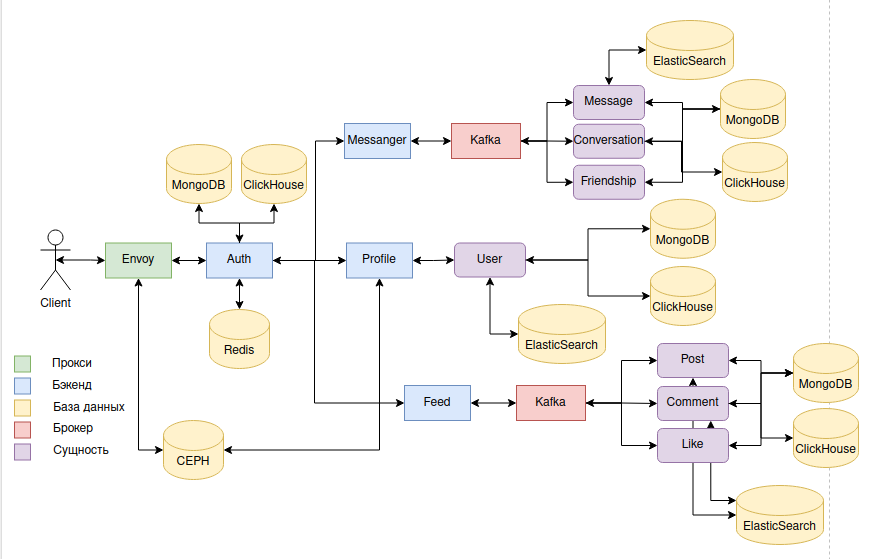 ElasticSearch
Message
MongoDB
Messanger
Kafka
Conversation
MongoDB
ClickHouse
Friendship
ClickHouse
MongoDB
Envoy
Auth
Profile
User
Client
ClickHouse
Redis
ElasticSearch
Прокси
Post
Бэкенд
MongoDB
База данных
Feed
Kafka
Comment
Брокер
Like
Сущность
ClickHouse
CEPH
ElasticSearch